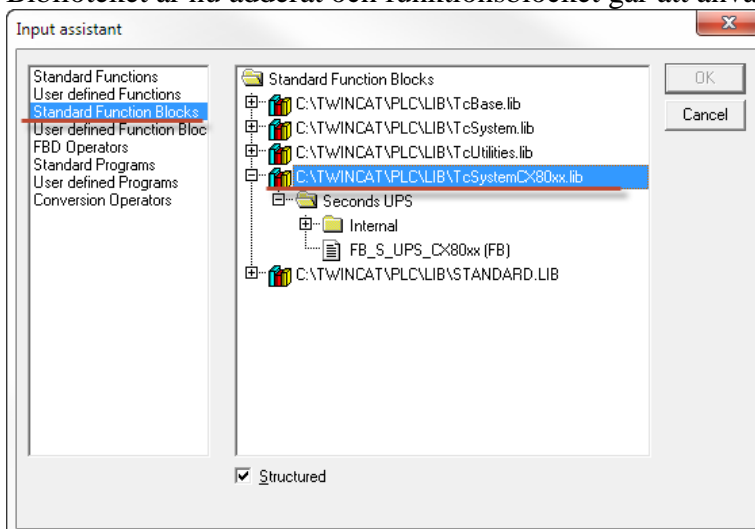 Biblioteket är nu adderat och funktionsblocket går att anvä
Input assistant
Standard Functions
User defined Functions
Standard Function Blocks
User defined Function Bloc
FBD Operators
Standard Programs
User defined Programs
Conversion Operators
Standard Function Blocks
C:\TWINCAT\PLC\LIB\TcBase.lib
C:\TWINCAT\PLC\LIB\TcSystem.lib
C:\TWINCAT\PLC\LIB\TcUtilities.lib
C:\TWINCAT\PLC\LIB\TcSystemCX80xx.lib
Seconds UPS
Internal
FB_S_UPS_CX80xx (FB)
C:\TWINCAT\PLC\LIB\STANDARD.LIB
OK
Cancel
Structured